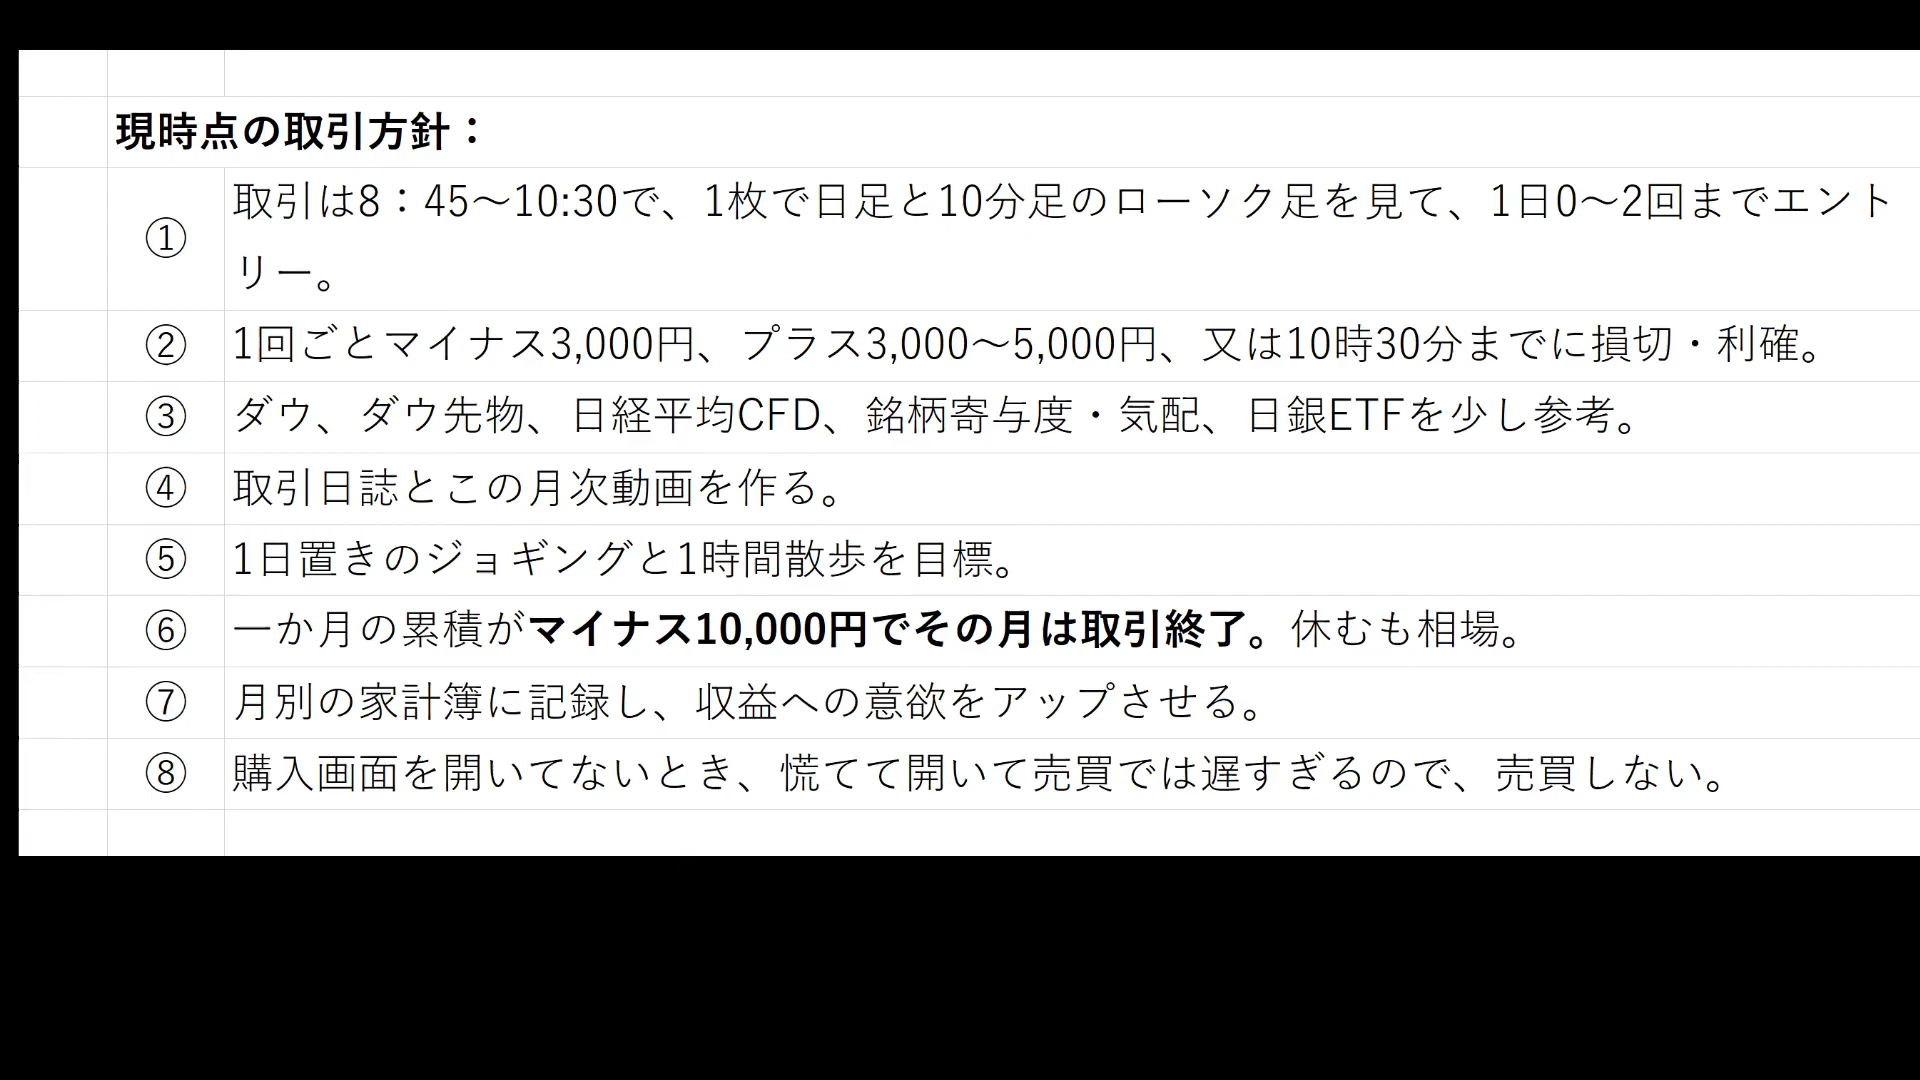 現時点の取引方針：
① 取引は8：45～10:30で、1枚で日足と10分足のローソク足を見て、1日0～2回までエント
リー。
② 1回ごとマイナス3,000円、プラス3,000～5,000円、又は10時30分までに損切・利確。
③ ダウ、ダウ先物、日経平均CFD、銘柄寄与度・気配、日銀ETFを少し参考。
④ 取引日誌とこの月次動画を作る。
⑤ 1日置きのジョギングと1時間散歩を目標。
⑥ 一か月の累積がマイナス10,000円でその月は取引終了。休むも相場。
⑦ 月別の家計簿に記録し、収益への意欲をアップさせる。
⑧ 購入画面を開いてないとき、慌てて開いて売買では遅すぎるので、売買しない。